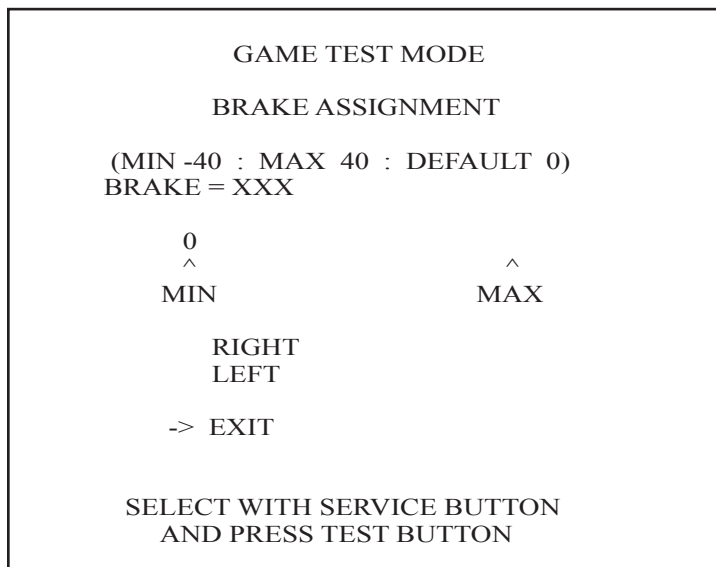 GAME TEST MODE
BRAKE ASSIGNMENT
(MIN -40 : MAX 40 : DEFAULT 0)
BRAKE = XXX
0
^ ^
MIN MAX
RIGHT
LEFT
-> EXIT
SELECT WITH SERVICE BUTTON
AND PRESS TEST BUTTON